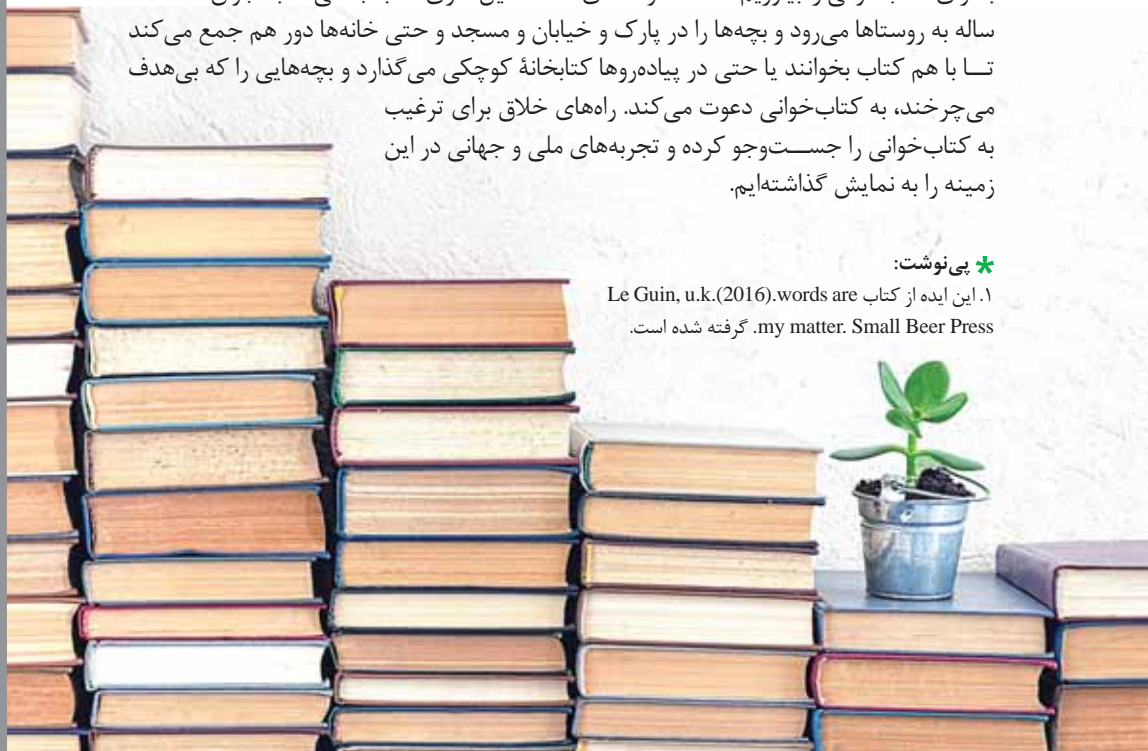 ساله به روستاها می‌رود و بچه‌ها را در پارک و خیابان و مسجد و حتی خانه‌ها دور هم جمع می‌کند
تــا با هم کتاب بخوانند یا حتی در پیاده‌روها کتابخانهٔ کوچکی می‌گذارد و بچه‌هایی را که بی‌هدف
می‌چرخند، به کتاب‌خوانی دعوت می‌کند. راه‌های خلاق برای ترغیب
به کتاب‌خوانی را جســت‌وجو کرده و تجربه‌های ملی و جهانی در این
زمینه را به نمایش گذاشته‌ایم.
* پی‌نوشت:
۱. این ایده از کتاب Le Guin, u.k.(2016).words are
my matter. Small Beer Press. گرفته شده است.